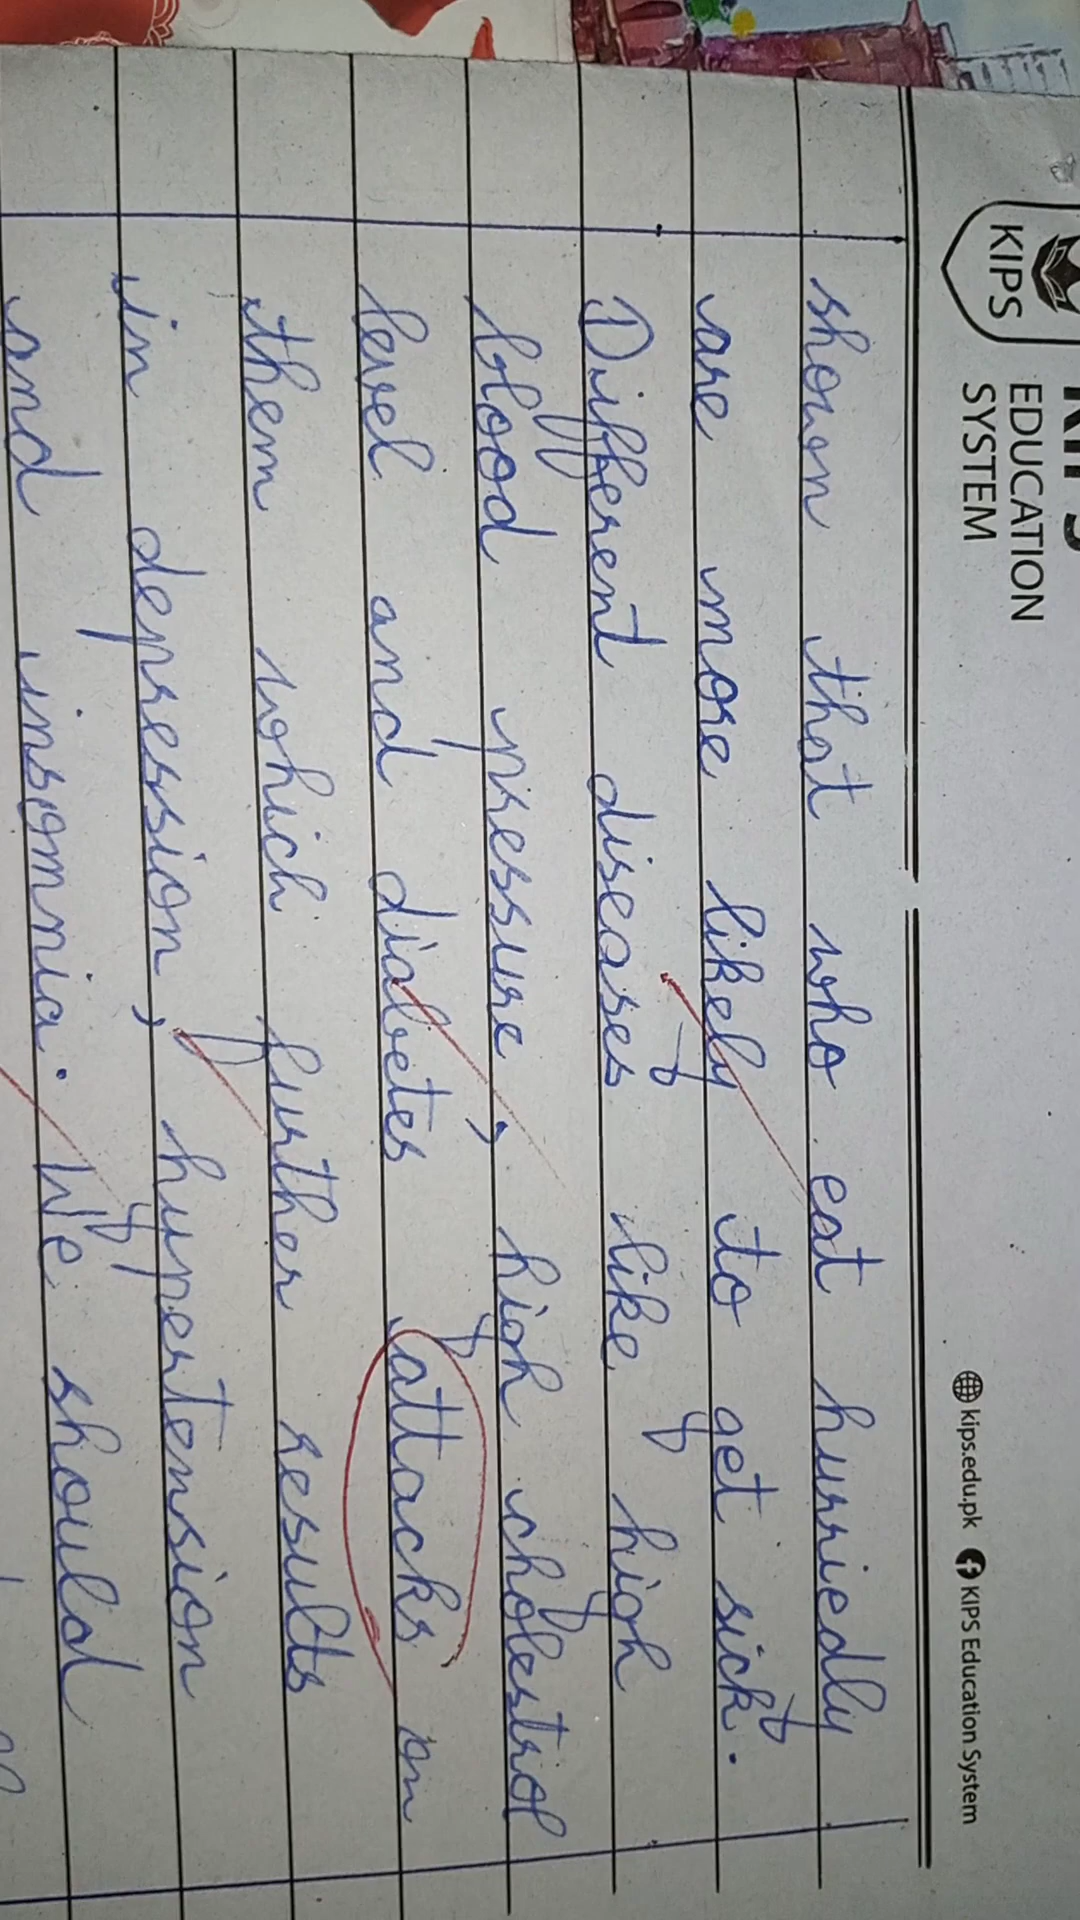 KIPS
EDUCATION
SYSTEM
kips.edu.pk KIPS Education System
shown that who eat hurriedly
are more likely to get sick.
Different diseases like high
blood pressure, high cholestrol
level and diabetes attacks on
them which further results
in depression, hypertension
and insomnia. We should